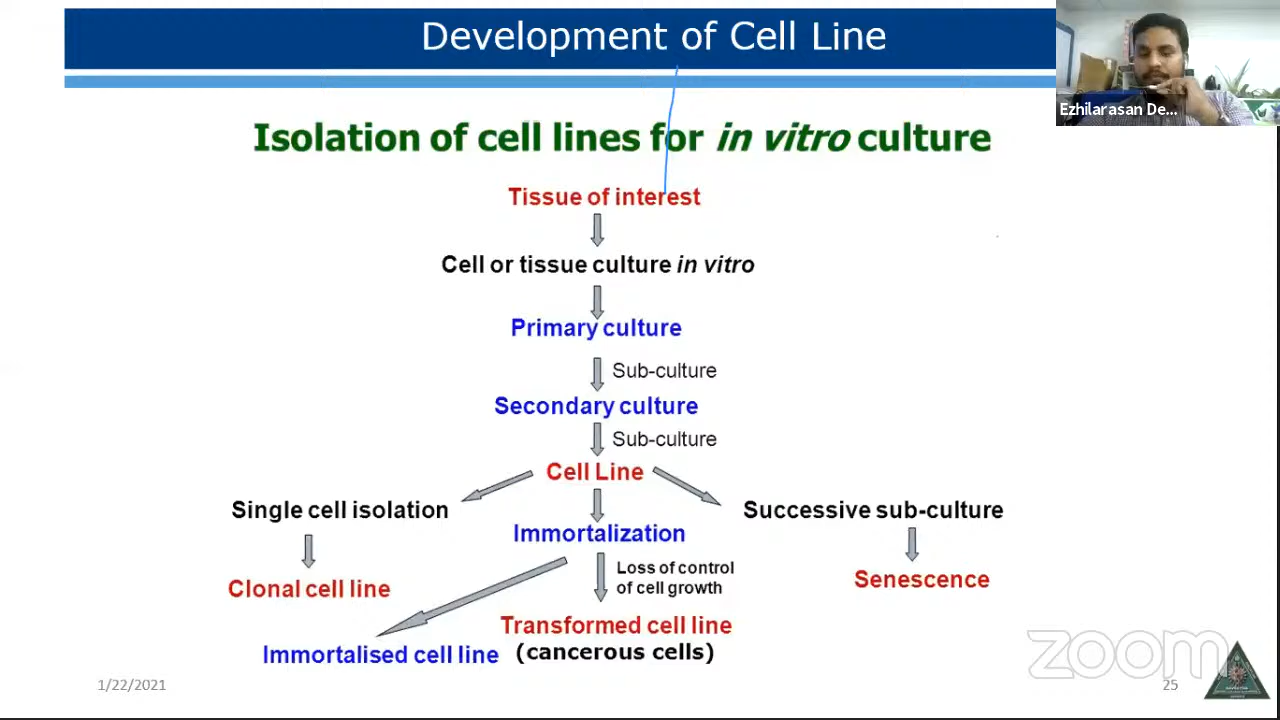 Development of Cell Line
Ezhilarasan De...
Isolation of cell lines for in vitro culture
Tissue of interest
Cell or tissue culture in vitro
Primary culture
Sub-culture
Secondary culture
Sub-culture
Cell Line
Single cell isolation
Successive sub-culture
Immortalization
Loss of control
of cell growth
Clonal cell line
Senescence
Transformed cell line
(cancerous cells)
Immortalised cell line
zoom
1/22/2021
25